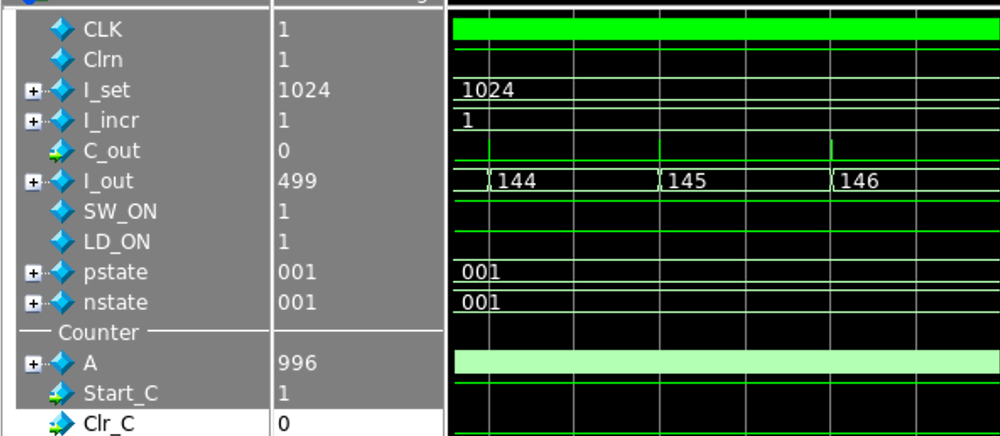 CLK 1
Clrn 1
I_set 1024 1024
I_incr 1 1
C_out 0
I_out 499 144 145 146
SW_ON 1
LD_ON 1
pstate 001 001
nstate 001 001
Counter
A 996
Start_C 1
Clr_C 0